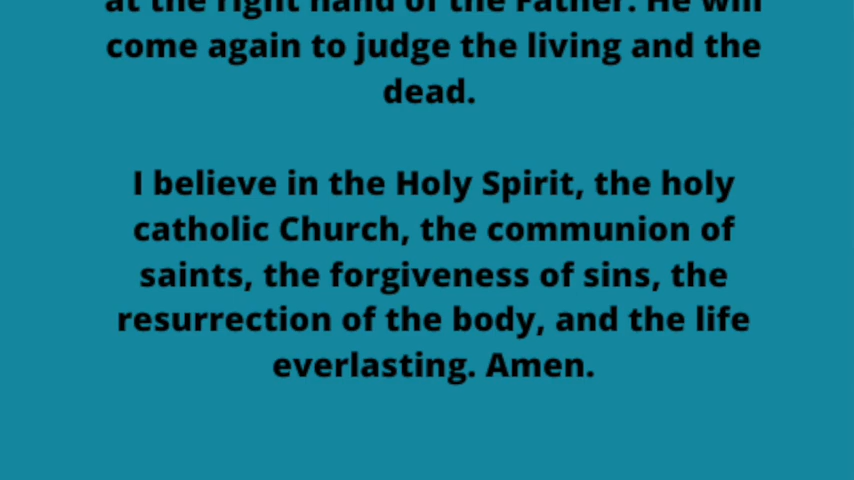 at the right hand of the Father. He will
come again to judge the living and the
dead.
I believe in the Holy Spirit, the holy
catholic Church, the communion of
saints, the forgiveness of sins, the
resurrection of the body, and the life
everlasting. Amen.